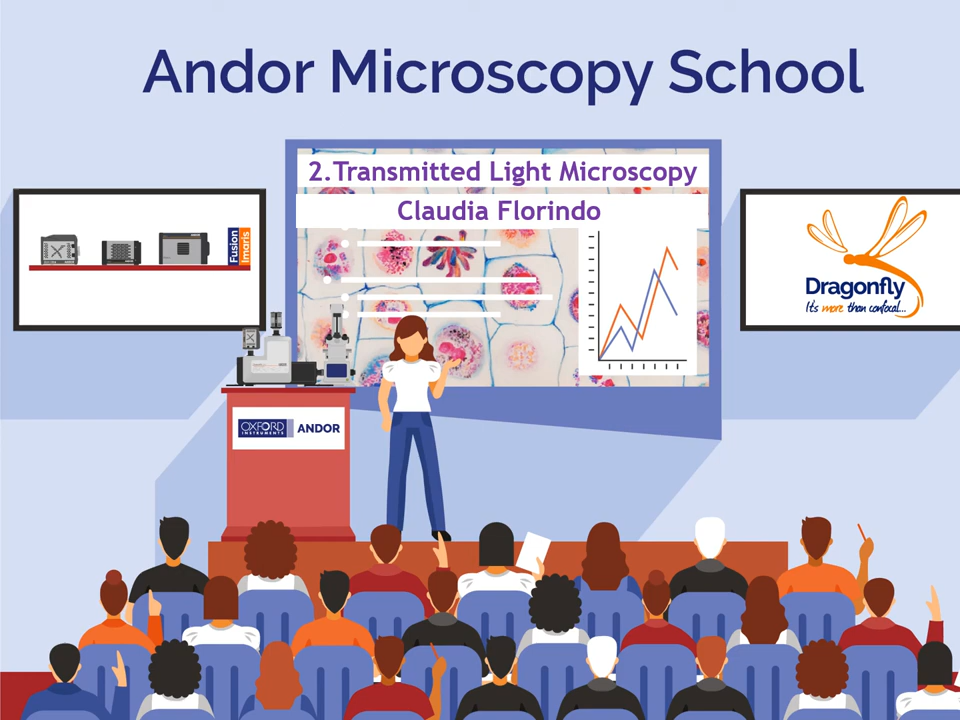 Andor Microscopy School
2.Transmitted Light Microscopy
Claudia Florindo
Fusion
Imaris
Dragonfly
It's more than confocal...
OXFORD
INSTRUMENTS
ANDOR